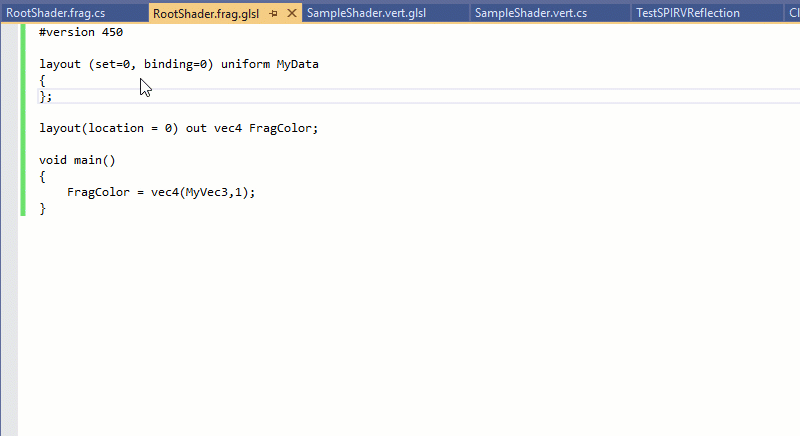 RootShader.frag.cs RootShader.frag.glsl SampleShader.vert.glsl SampleShader.vert.cs TestSPIRVReflection Cl
#version 450
layout (set=0, binding=0) uniform MyData
{
};
layout(location = 0) out vec4 FragColor;
void main()
{
    FragColor = vec4(MyVec3,1);
}